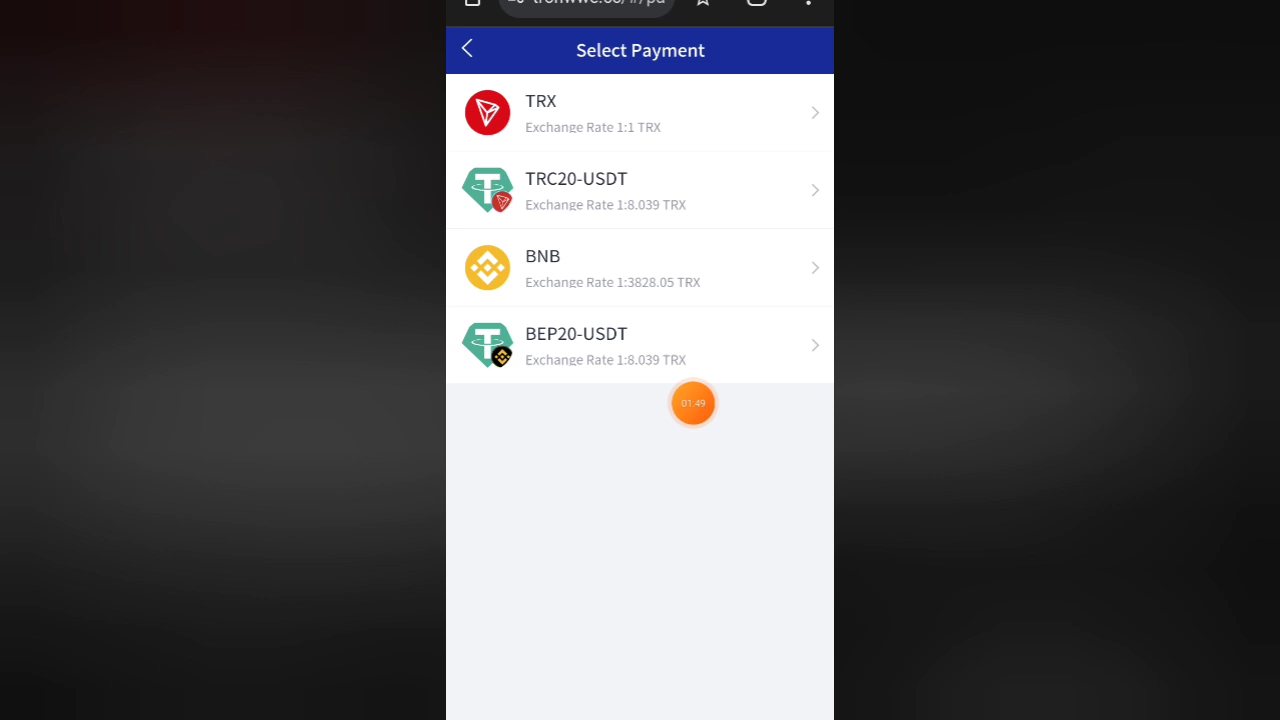 Select Payment
TRX
Exchange Rate 1:1 TRX
TRC20-USDT
Exchange Rate 1:8.039 TRX
BNB
Exchange Rate 1:3828.05 TRX
BEP20-USDT
Exchange Rate 1:8.039 TRX
01:49